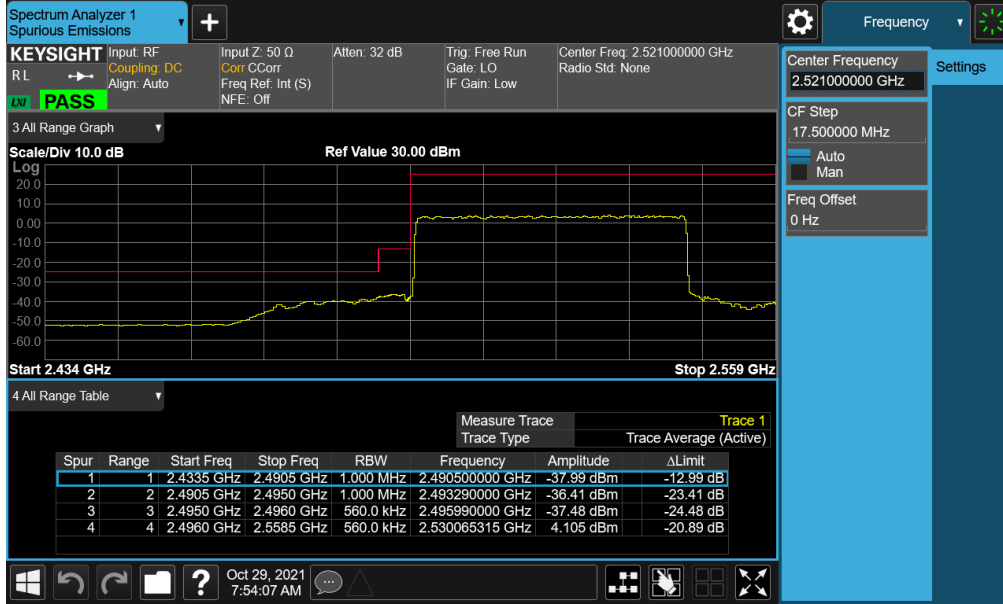 Spectrum Analyzer 1
Spurious Emissions
Frequency
KEYSIGHT
RL
LXI
PASS
Input: RF
Coupling: DC
Align: Auto
Input Z: 50 Ω
Corr CCorr
Freq Ref: Int (S)
NFE: Off
Atten: 32 dB
Trig: Free Run
Gate: LO
IF Gain: Low
Center Freq: 2.521000000 GHz
Radio Std: None
Center Frequency
2.521000000 GHz
Settings
CF Step
17.500000 MHz
Auto
Man
Freq Offset
0 Hz
3 All Range Graph
Scale/Div 10.0 dB Ref Value 30.00 dBm
Log
20.0
10.0
0.00
-10.0
-20.0
-30.0
-40.0
-50.0
-60.0
Start 2.434 GHz Stop 2.559 GHz
4 All Range Table
Measure Trace Trace 1
Trace Type Trace Average (Active)
Spur Range Start Freq Stop Freq RBW Frequency Amplitude ΔLimit
1 1 2.4335 GHz 2.4905 GHz 1.000 MHz 2.490500000 GHz -37.99 dBm -12.99 dB
2 2 2.4905 GHz 2.4950 GHz 1.000 MHz 2.493290000 GHz -36.41 dBm -23.41 dB
3 3 2.4950 GHz 2.4960 GHz 560.0 kHz 2.495990000 GHz -37.48 dBm -24.48 dB
4 4 2.4960 GHz 2.5585 GHz 560.0 kHz 2.530065315 GHz 4.105 dBm -20.89 dB
?
Oct 29, 2021
7:54:07 AM